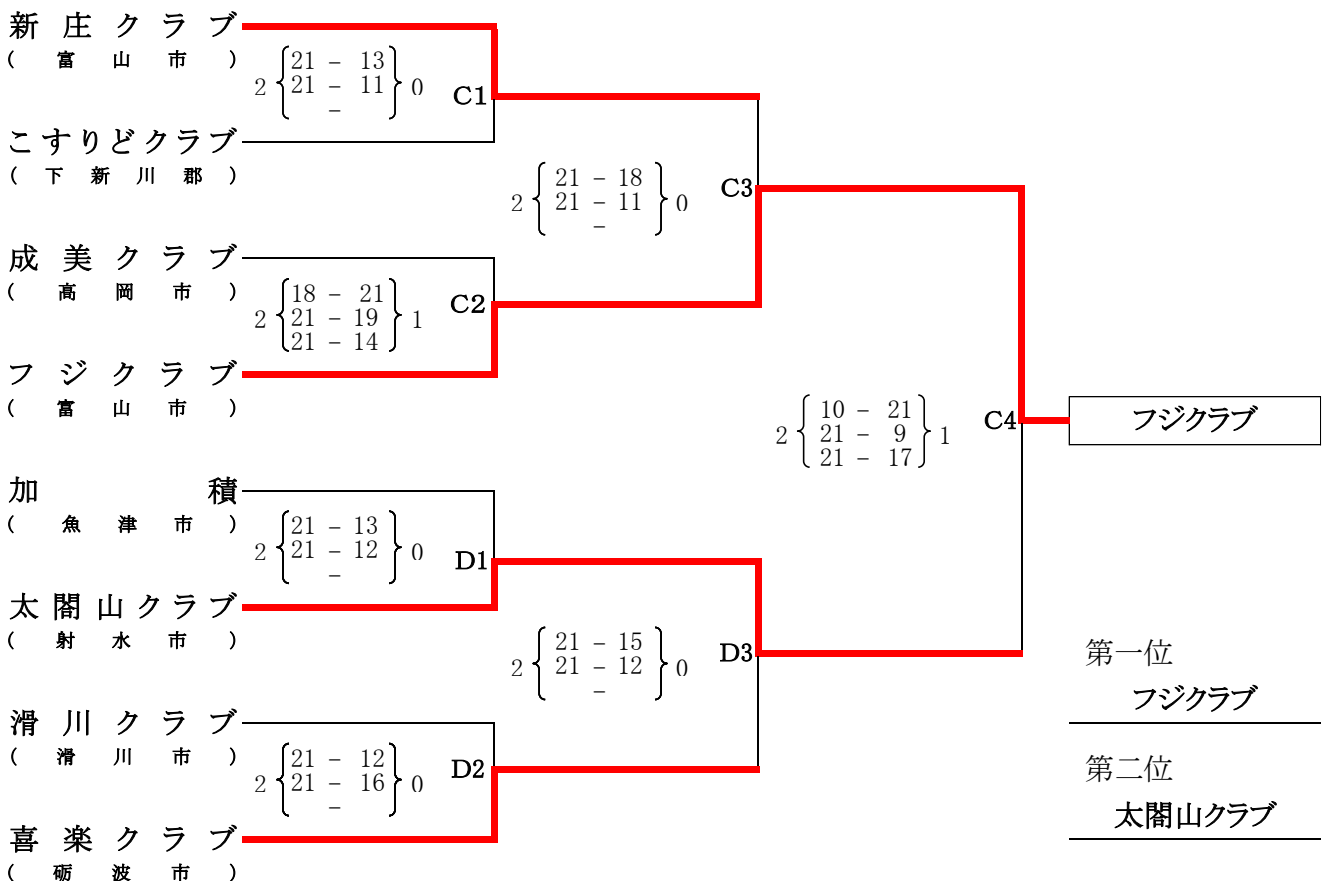 新庄クラブ
(富山市)
2 21 - 13 0
21 - 11
-
C1
こすりどクラブ
(下新川郡)
2 21 - 18 0
21 - 11
-
C3
成美クラブ
(高岡市)
2 18 - 21 1
21 - 19
21 - 14
C2
フジクラブ
(富山市)
2 10 - 21 1
21 - 9
21 - 17
C4
フジクラブ
加積
(魚津市)
2 21 - 13 0
21 - 12
-
D1
太閤山クラブ
(射水市)
2 21 - 15 0
21 - 12
-
D3
滑川クラブ
(滑川市)
2 21 - 12 0
21 - 16
-
D2
喜楽クラブ
(砺波市)
第一位
フジクラブ
第二位
太閤山クラブ